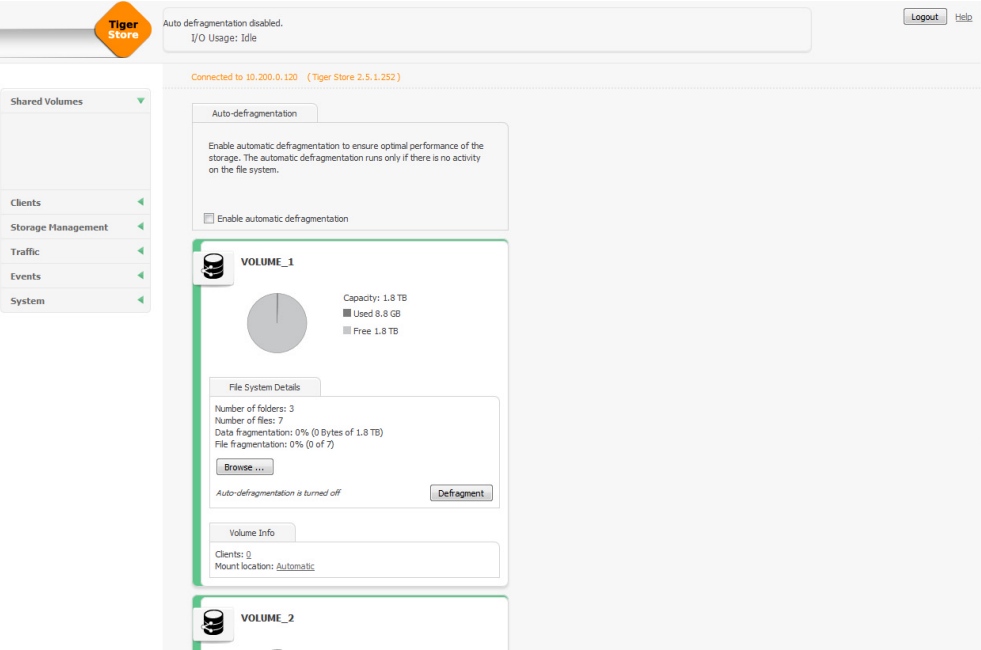 Tiger
Store
Auto defragmentation disabled.
I/O Usage: Idle
Logout
Help
Connected to 10.200.0.120 (Tiger Store 2.5.1.252)
Shared Volumes
Clients
Storage Management
Traffic
Events
System
Auto-defragmentation
Enable automatic defragmentation to ensure optimal performance of the
storage. The automatic defragmentation runs only if there is no activity
on the file system.
Enable automatic defragmentation
VOLUME_1
Capacity: 1.8 TB
Used 8.8 GB
Free 1.8 TB
File System Details
Number of folders: 3
Number of files: 7
Data fragmentation: 0% (0 Bytes of 1.8 TB)
File fragmentation: 0% (0 of 7)
Browse ...
Auto-defragmentation is turned off
Defragment
Volume Info
Clients: 0
Mount location: Automatic
VOLUME_2